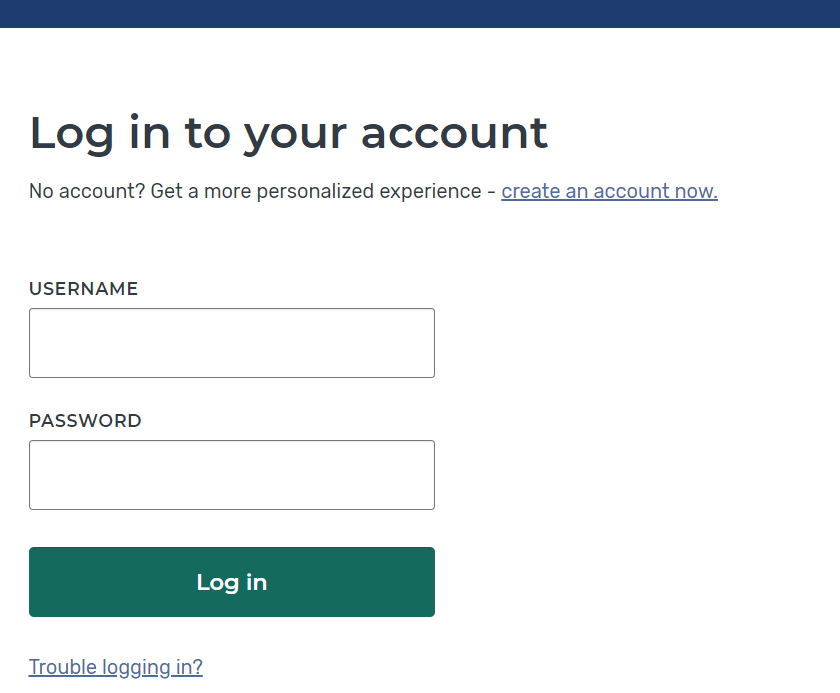 Log in to your account
No account? Get a more personalized experience - create an account now.
USERNAME
PASSWORD
Log in
Trouble logging in?